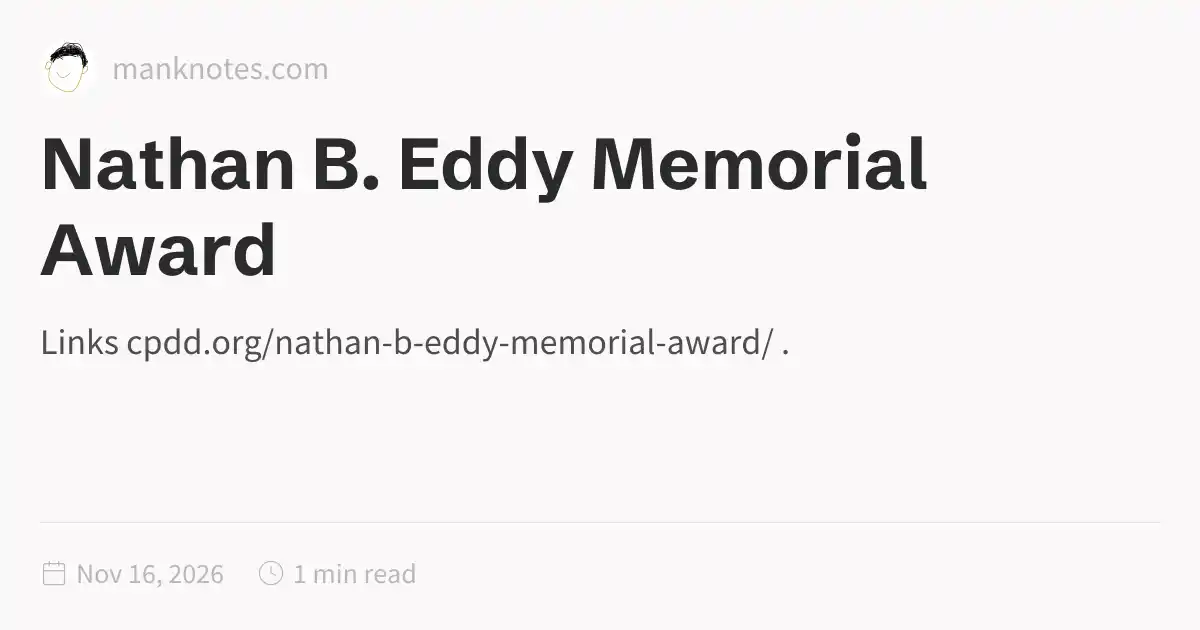 manknotes.com
Nathan B. Eddy Memorial
Award
Links cpdd.org/nathan-b-eddy-memorial-award/ .
Nov 16, 2026 1 min read